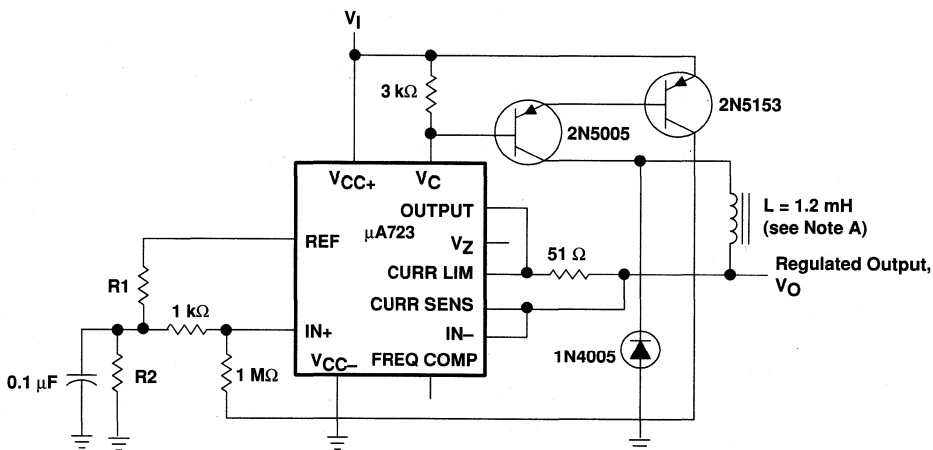 VI
3 kΩ
2N5153
2N5005
VCC+
VC
OUTPUT
μA723
REF
VZ
L = 1.2 mH
(see Note A)
51 Ω
CURR LIM
Regulated Output,
VO
R1
CURR SENS
1 kΩ
IN+
IN–
1N4005
VCC–
FREQ COMP
0.1 μF
R2
1 MΩ